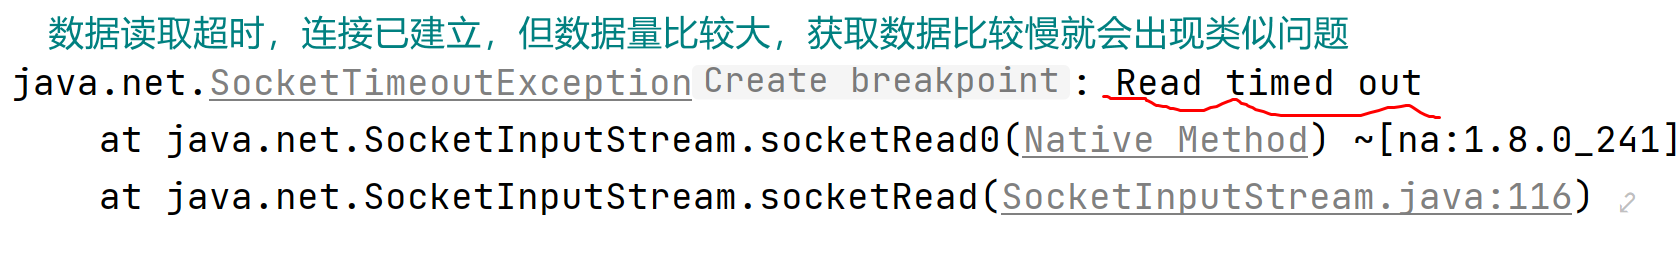 数据读取超时，连接已建立，但数据量比较大，获取数据比较慢就会出现类似问题
java.net.SocketTimeoutException Create breakpoint : Read timed out
at java.net.SocketInputStream.socketRead0(Native Method) ~[na:1.8.0_241]
at java.net.SocketInputStream.socketRead(SocketInputStream.java:116)